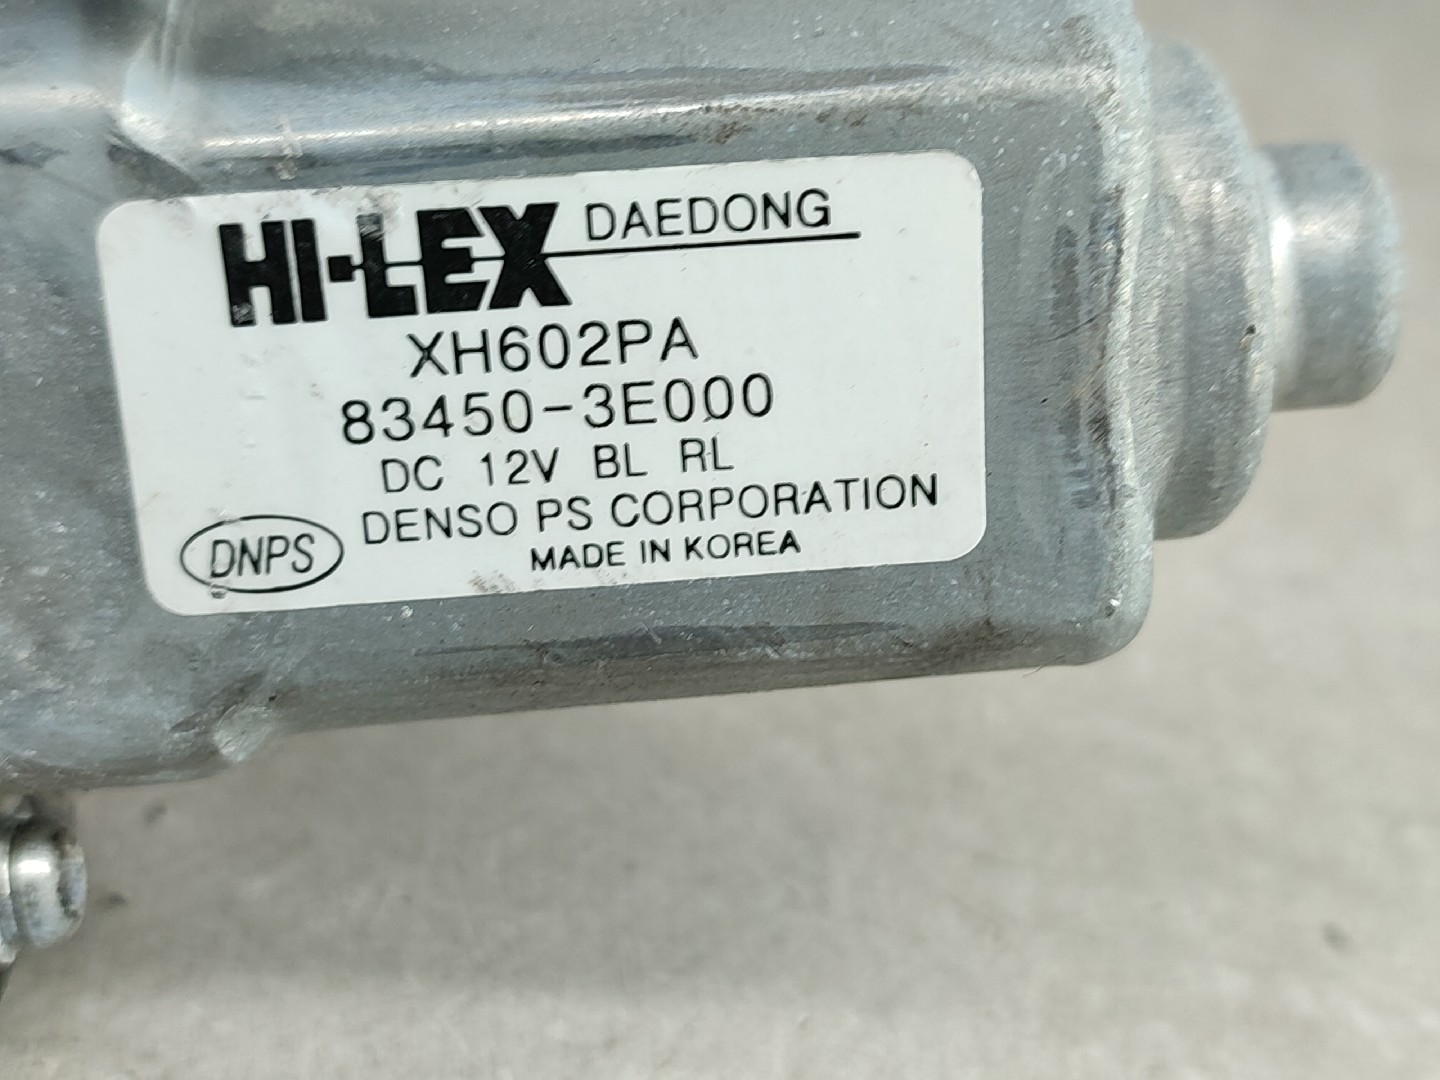 HI-LEX DAEDONG
XH602PA
83450-3E000
DC 12V BL RL
DENSO PS CORPORATION
DNPS
MADE IN KOREA